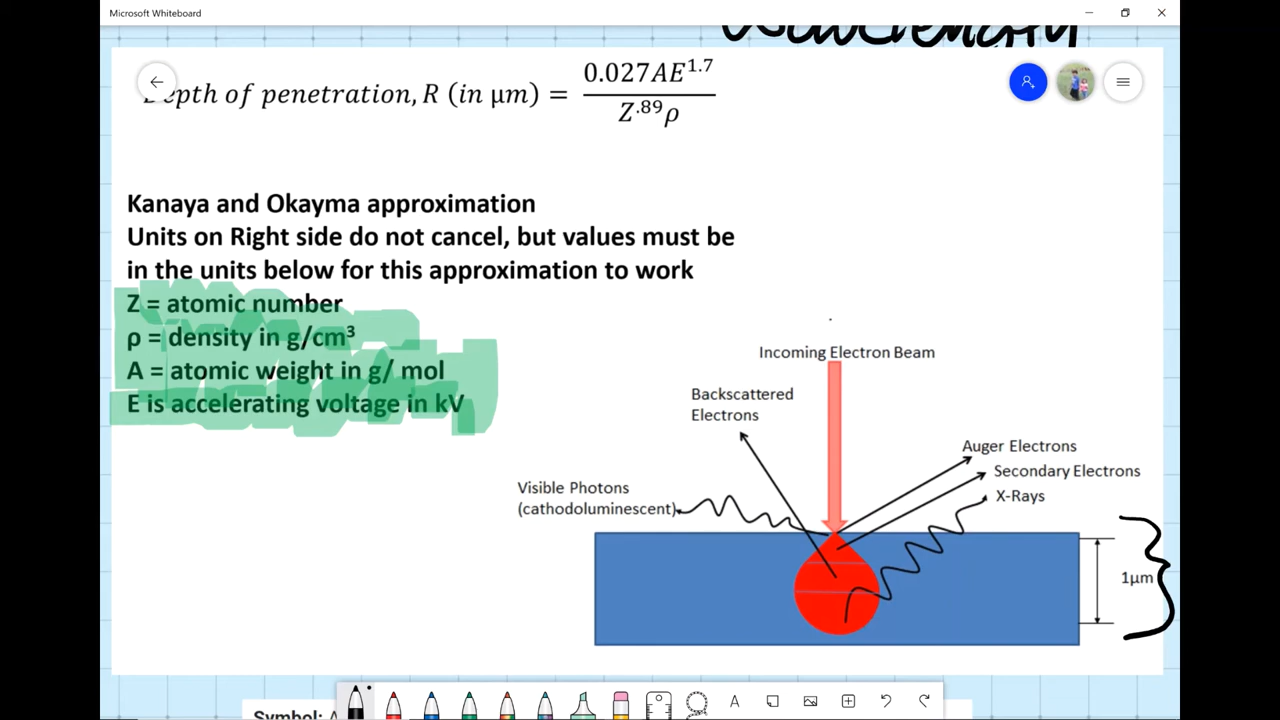 Microsoft Whiteboard
Depth of penetration, R (in μm) = 0.027AE^1.7 / Z^.89ρ
Kanaya and Okayma approximation
Units on Right side do not cancel, but values must be
in the units below for this approximation to work
Z = atomic number
ρ = density in g/cm³
A = atomic weight in g/ mol
E is accelerating voltage in kV
Incoming Electron Beam
Backscattered
Electrons
Auger Electrons
Secondary Electrons
X-Rays
Visible Photons
(cathodoluminescent)
1μm
Symbol: